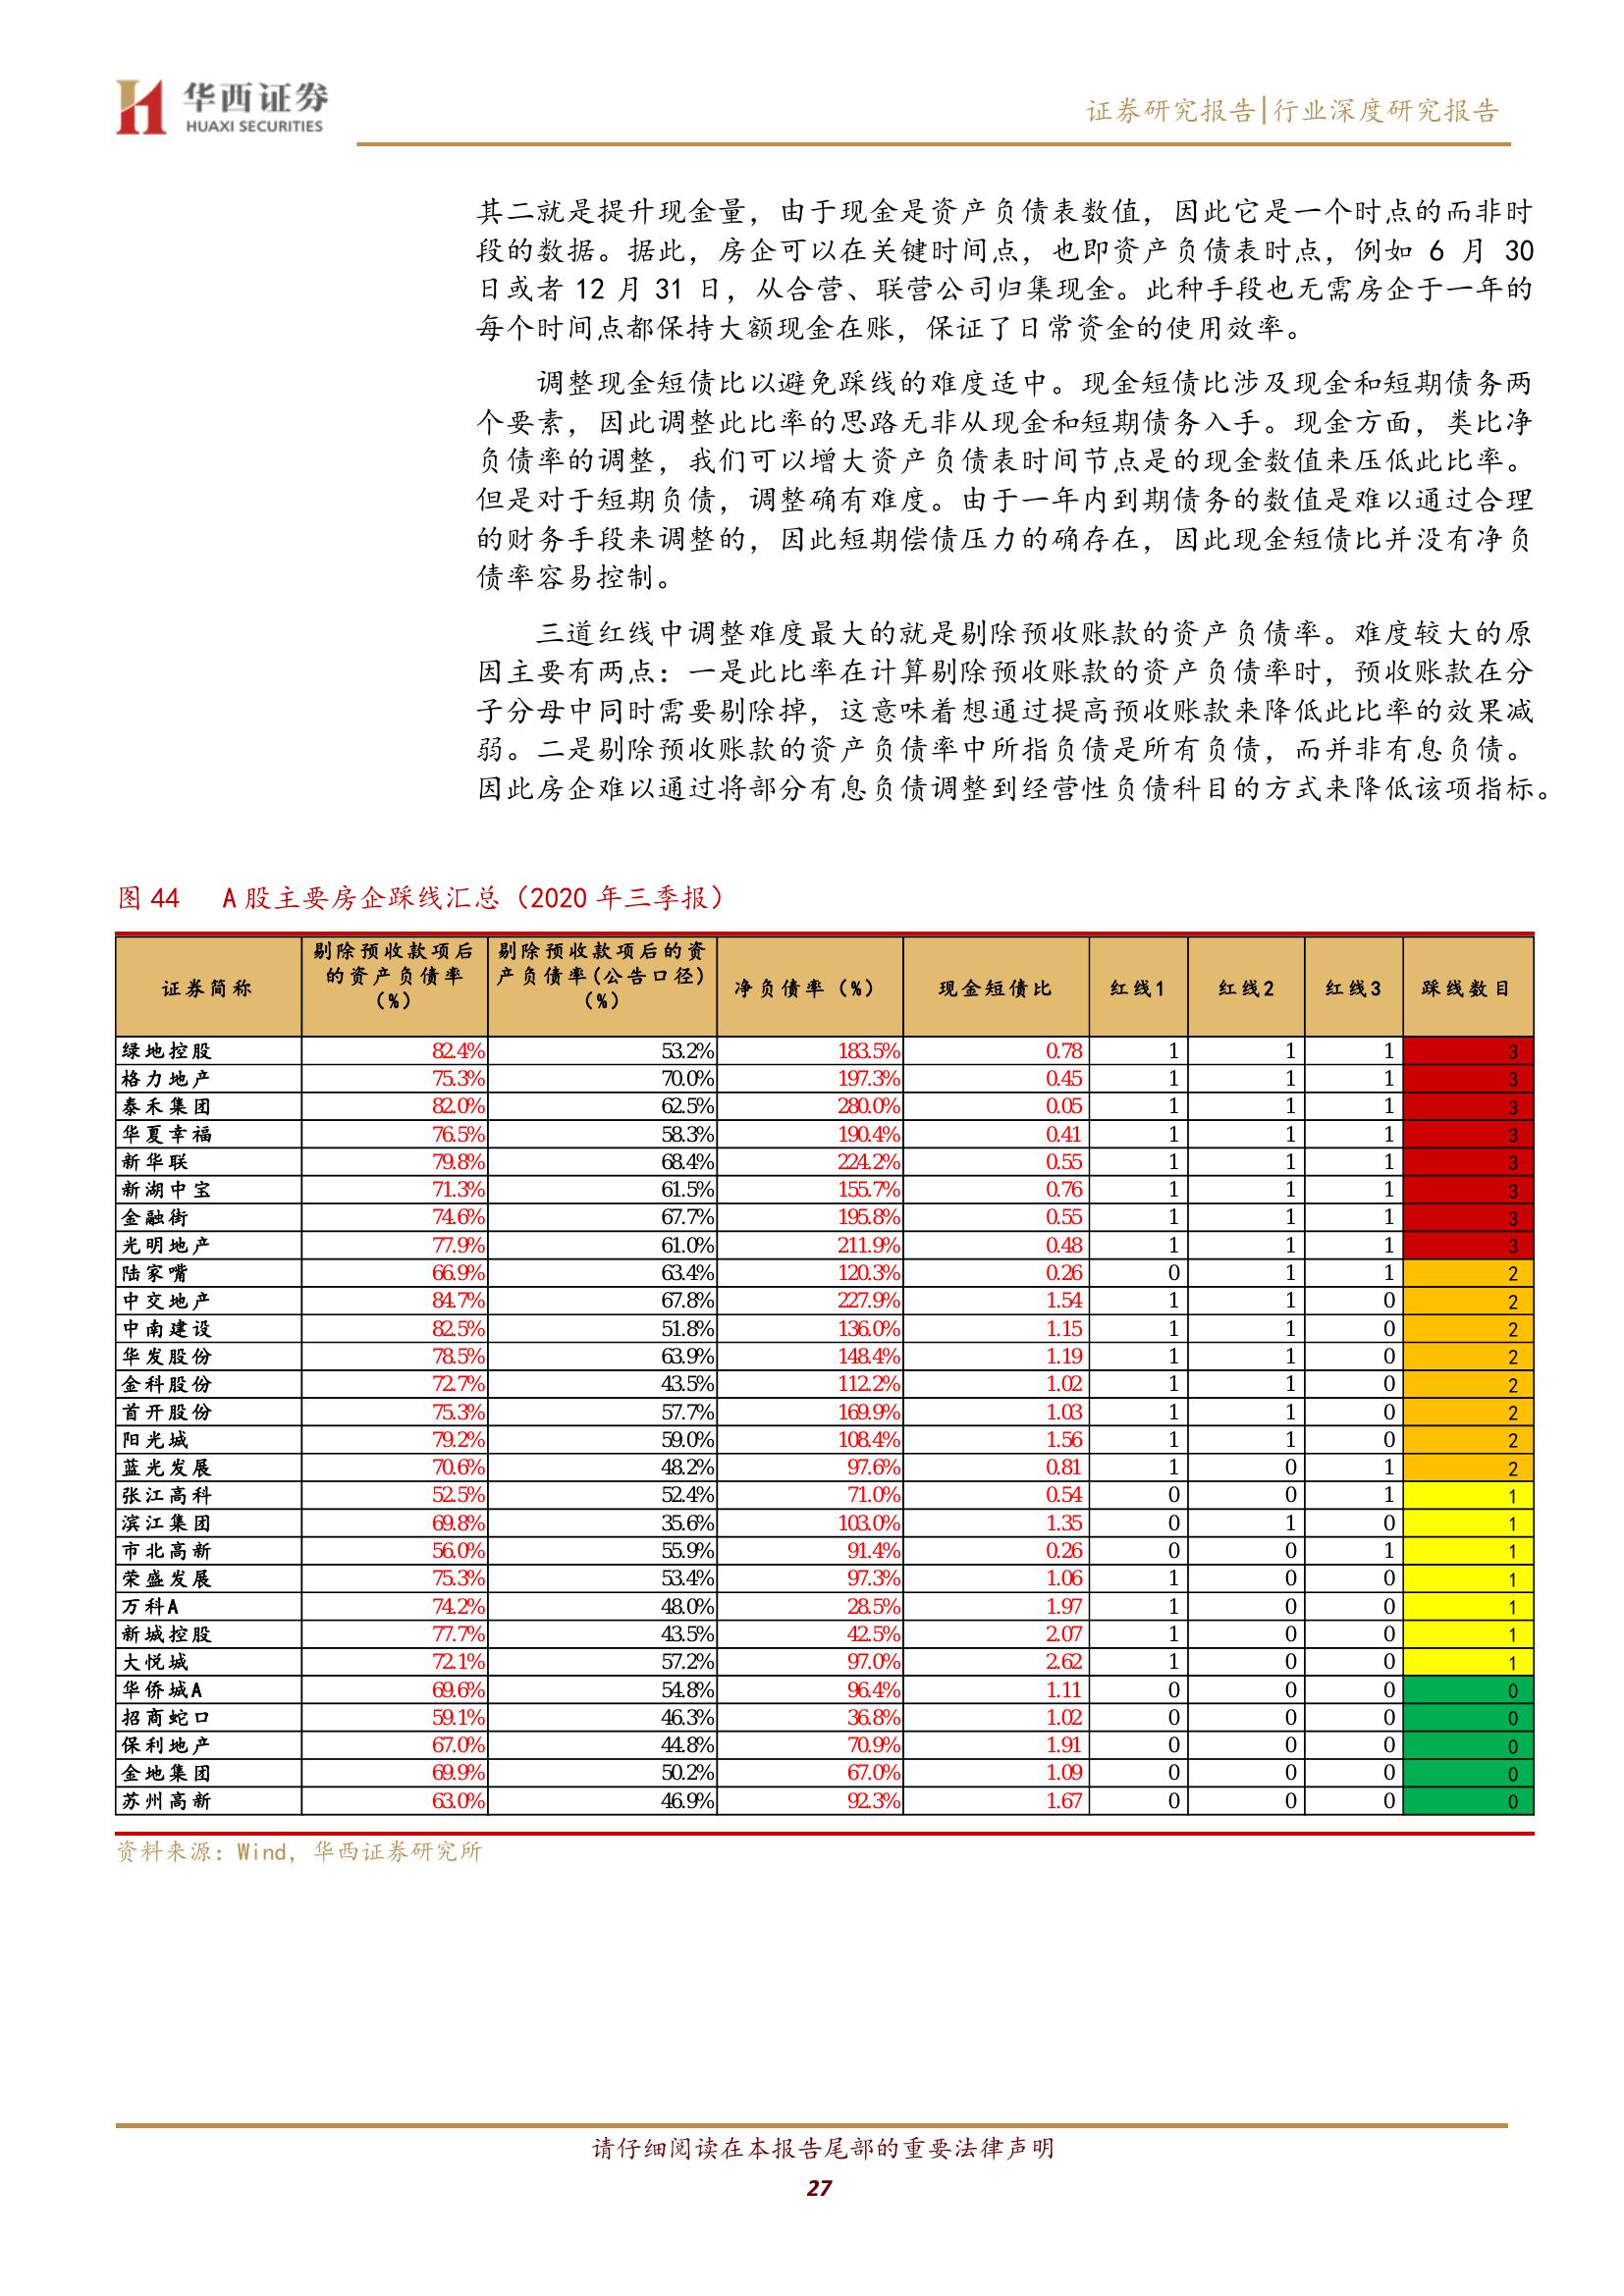 华西证券
HUAXI SECURITIES
证券研究报告|行业深度研究报告
其二就是提升现金量，由于现金是资产负债表数值，因此它是一个时点的而非时
段的数据。据此，房企可以在关键时间点，也即资产负债表时点，例如 6 月 30
日或者 12 月 31 日，从合营、联营公司归集现金。此种手段也无需房企于一年的
每个时间点都保持大额现金在账，保证了日常资金的使用效率。
调整现金短债比以避免踩线的难度适中。现金短债比涉及现金和短期债务两
个要素，因此调整此比率的思路无非从现金和短期债务入手。现金方面，类比净
负债率的调整，我们可以增大资产负债表时间节点是的现金数值来压低此比率。
但是对于短期负债，调整确有难度。由于一年内到期债务的数值是难以通过合理
的财务手段来调整的，因此短期偿债压力的确存在，因此现金短债比并没有净负
债率容易控制。
三道红线中调整难度最大的就是剔除预收账款的资产负债率。难度较大的原
因主要有两点：一是此比率在计算剔除预收账款的资产负债率时，预收账款在分
子分母中同时需要剔除掉，这意味着想通过提高预收账款来降低此比率的效果减
弱。二是剔除预收账款的资产负债率中所指负债是所有负债，而并非有息负债。
因此房企难以通过将部分有息负债调整到经营性负债科目的方式来降低该项指标。
图 44 A 股主要房企踩线汇总（2020 年三季报）
证券简称 剔除预收款项后的资产负债率（%） 剔除预收款项后的资产负债率(公告口径)（%） 净负债率（%） 现金短债比 红线1 红线2 红线3 踩线数目
绿地控股 82.4% 53.2% 183.5% 0.78 1 1 1 3
格力地产 75.3% 70.0% 197.3% 0.45 1 1 1 3
泰禾集团 82.0% 62.5% 280.0% 0.05 1 1 1 3
华夏幸福 76.5% 58.3% 190.4% 0.41 1 1 1 3
新华联 79.8% 68.4% 224.2% 0.55 1 1 1 3
新湖中宝 71.3% 61.5% 155.7% 0.76 1 1 1 3
金融街 74.6% 67.7% 195.8% 0.55 1 1 1 3
光明地产 77.9% 61.0% 211.9% 0.48 1 1 1 3
陆家嘴 66.9% 63.4% 120.3% 0.26 0 1 1 2
中交地产 84.7% 67.8% 227.9% 1.54 1 1 0 2
中南建设 82.5% 51.8% 136.0% 1.15 1 1 0 2
华发股份 78.5% 63.9% 148.4% 1.19 1 1 0 2
金科股份 72.7% 43.5% 112.2% 1.02 1 1 0 2
首开股份 75.3% 57.7% 169.9% 1.03 1 1 0 2
阳光城 79.2% 59.0% 108.4% 1.56 1 1 0 2
蓝光发展 70.6% 48.2% 97.6% 0.81 1 0 1 2
张江高科 52.5% 52.4% 71.0% 0.54 0 0 1 1
滨江集团 69.8% 35.6% 103.0% 1.35 0 1 0 1
市北高新 56.0% 55.9% 91.4% 0.26 0 0 1 1
荣盛发展 75.3% 53.4% 97.3% 1.06 1 0 0 1
万科A 74.2% 48.0% 28.5% 1.97 1 0 0 1
新城控股 77.7% 43.5% 42.5% 2.07 1 0 0 1
大悦城 72.1% 57.2% 97.0% 2.62 1 0 0 1
华侨城A 69.6% 54.8% 96.4% 1.11 0 0 0 0
招商蛇口 59.1% 46.3% 36.8% 1.02 0 0 0 0
保利地产 67.0% 44.8% 70.9% 1.91 0 0 0 0
金地集团 69.9% 50.2% 67.0% 1.09 0 0 0 0
苏州高新 63.0% 46.9% 92.3% 1.67 0 0 0 0
资料来源：Wind，华西证券研究所
请仔细阅读在本报告尾部的重要法律声明
27